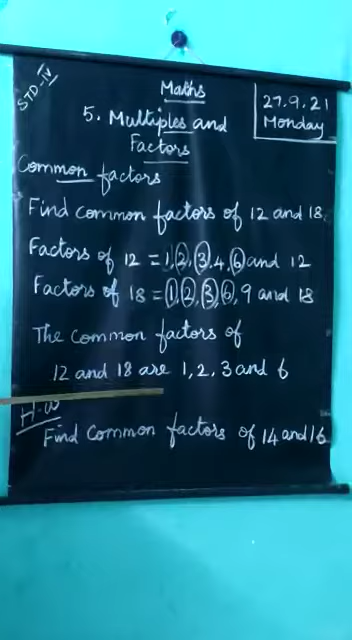 STD-IV
Maths
27.9.21
Monday
5. Multiples and
Factors
Common factors
Find common factors of 12 and 18.
Factors of 12 = 1, 2, 3, 4, 6 and 12
Factors of 18 = 1, 2, 3, 6, 9 and 18
The Common factors of
12 and 18 are 1, 2, 3 and 6
H.W
Find Common factors of 14 and 16